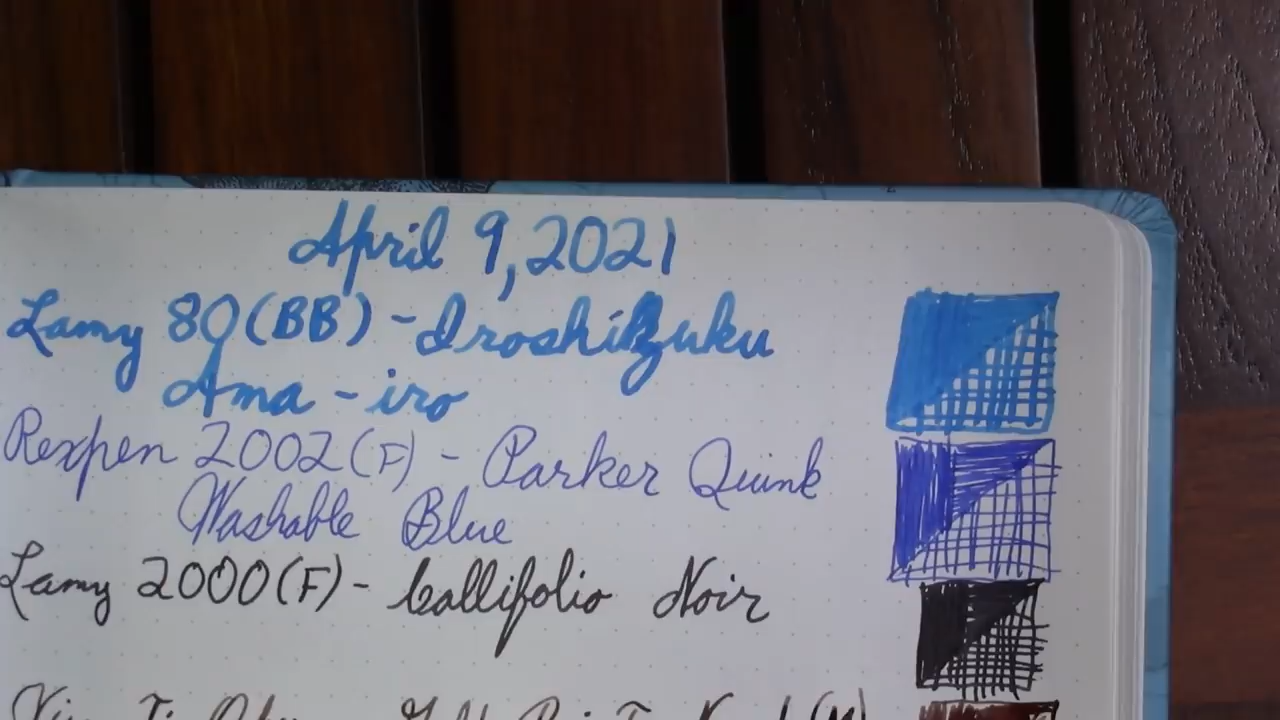 April 9, 2021
Lamy 80 (BB) - Iroshizuku
Ama - iro
Rexpen 2002 (F) - Parker Quink
Washable Blue
Lamy 2000 (F) - Callifolio Noir